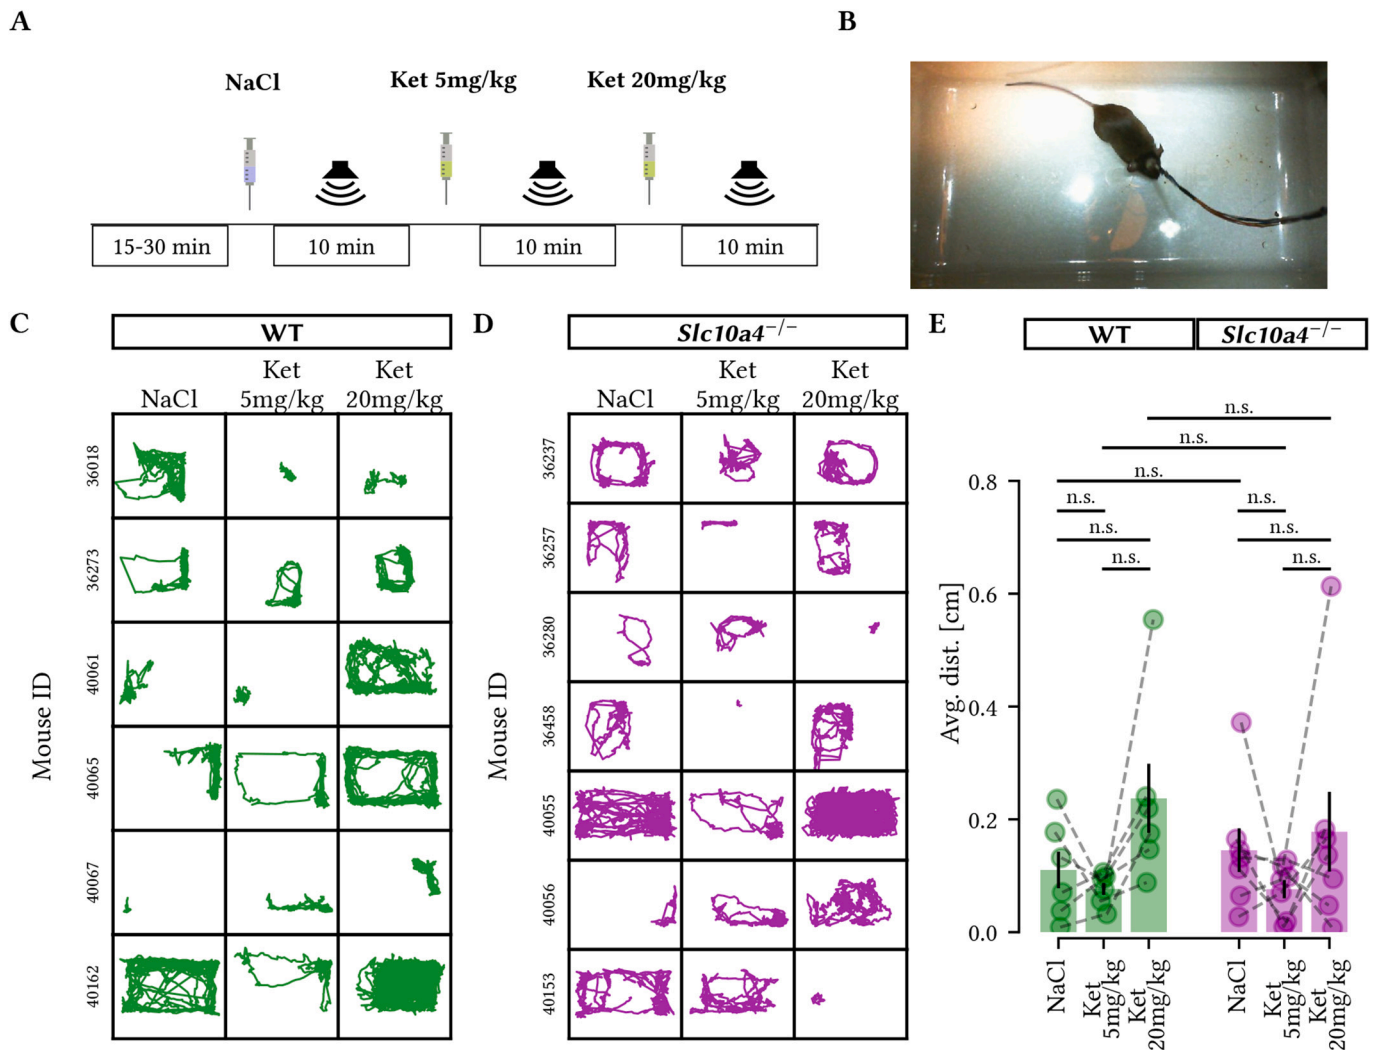 A
B
NaCl
Ket 5mg/kg
Ket 20mg/kg
15-30 min
10 min
10 min
10 min
C
WT
NaCl
Ket
5mg/kg
Ket
20mg/kg
Mouse ID
36018
36273
40061
40065
40067
40162
D
Slc10a4−/−
NaCl
Ket
5mg/kg
Ket
20mg/kg
Mouse ID
36237
36257
36280
36458
40055
40056
40153
E
WT
Slc10a4−/−
n.s.
n.s.
n.s.
n.s.
n.s.
n.s.
n.s.
n.s.
n.s.
Avg. dist. [cm]
0.8
0.6
0.4
0.2
0.0
NaCl
Ket
5mg/kg
Ket
20mg/kg
NaCl
Ket
5mg/kg
Ket
20mg/kg